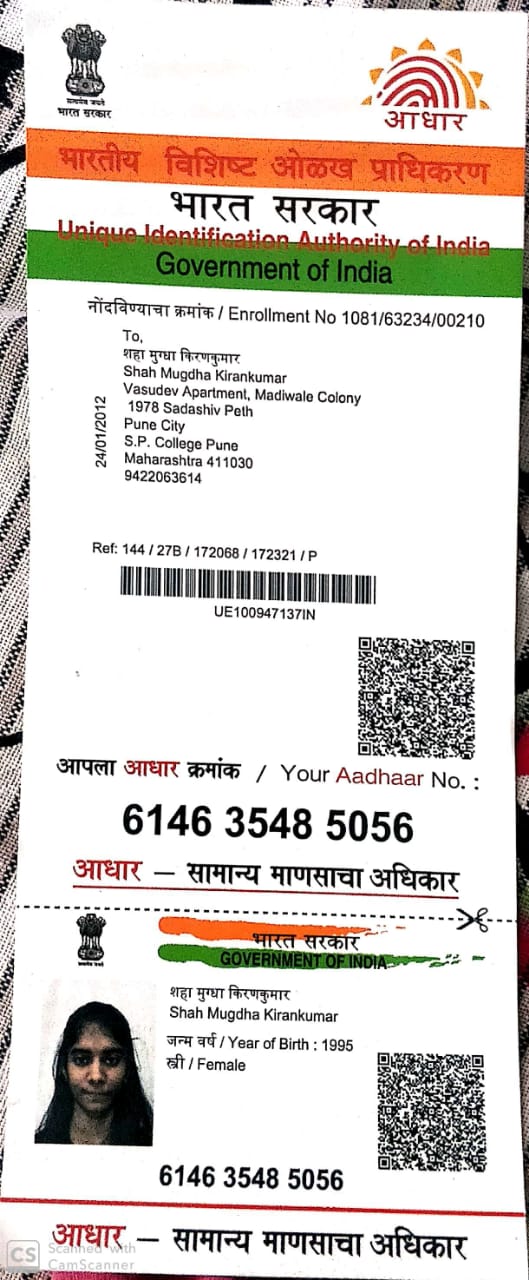 सत्यमेव जयते
भारत सरकार
आधार
भारतीय विशिष्ट ओळख प्राधिकरण
भारत सरकार
Unique Identification Authority of India
Government of India
नोंदविण्याचा क्रमांक / Enrollment No 1081/63234/00210
To,
शहा मुग्धा किरणकुमार
Shah Mugdha Kirankumar
Vasudev Apartment, Madiwale Colony
1978 Sadashiv Peth
Pune City
S.P. College Pune
Maharashtra 411030
9422063614
24/01/2012
Ref: 144 / 27B / 172068 / 172321 / P
UE100947137IN
आपला आधार क्रमांक / Your Aadhaar No. :
6146 3548 5056
आधार – सामान्य माणसाचा अधिकार
भारत सरकार
GOVERNMENT OF INDIA
शहा मुग्धा किरणकुमार
Shah Mugdha Kirankumar
जन्म वर्ष / Year of Birth : 1995
स्त्री / Female
6146 3548 5056
आधार – सामान्य माणसाचा अधिकार
CS Scanned with
CamScanner